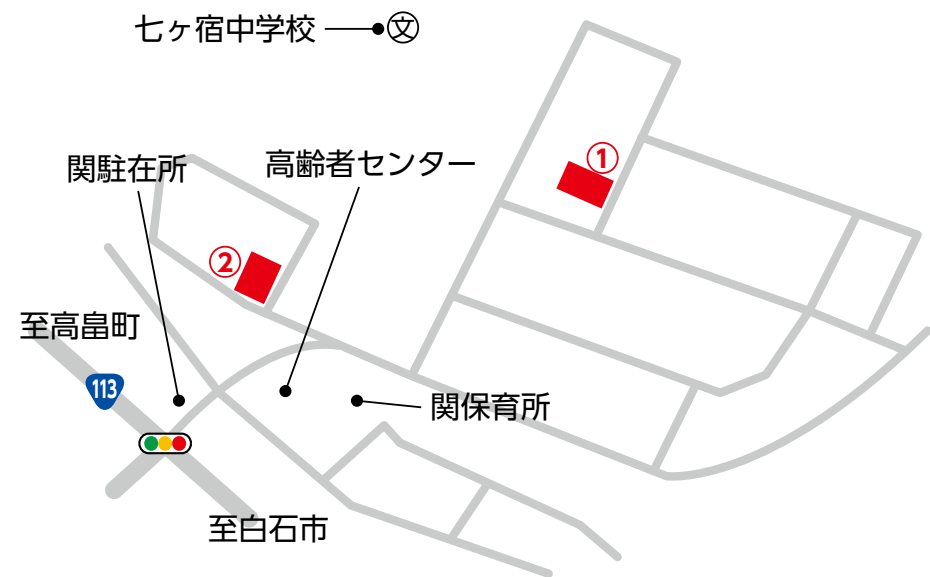 七ヶ宿中学校
文
①
関駐在所
高齢者センター
②
至高畠町
113
関保育所
至白石市